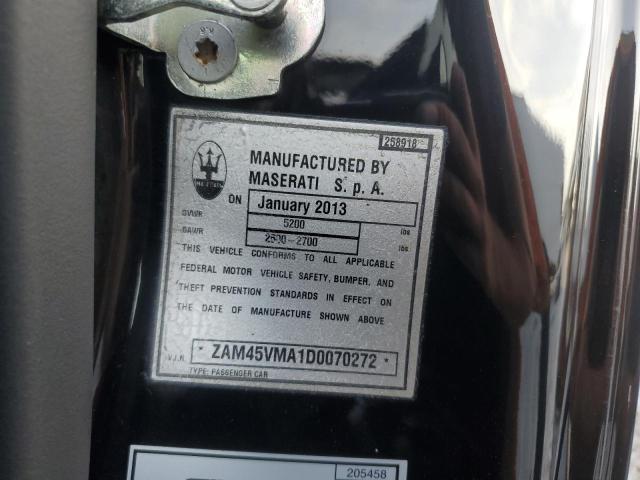 258918
MANUFACTURED BY
MASERATI S. p A.
ON January 2013
GVWR 5200 lbs
GAWR 2500-2700 lbs
THIS VEHICLE CONFORMS TO ALL APPLICABLE
FEDERAL MOTOR VEHICLE SAFETY, BUMPER, AND
THEFT PREVENTION STANDARDS IN EFFECT ON
THE DATE OF MANUFACTURE SHOWN ABOVE
V.I.N. * ZAM45VMA1D0070272 *
TYPE: PASSENGER CAR
205458